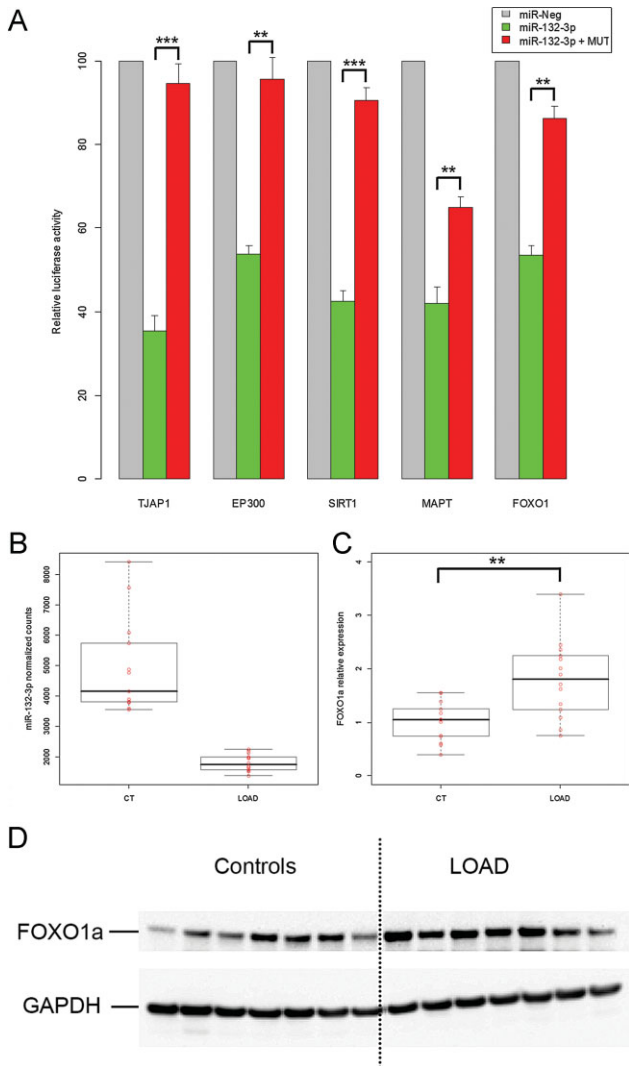 A
miR-Neg
miR-132-3p
miR-132-3p + MUT
***
**
***
**
**
Relative luciferase activity
100
80
60
40
20
0
TJAP1
EP300
SIRT1
MAPT
FOXO1
B
miR-132-3p normalized counts
8000
7000
6000
5000
4000
3000
2000
CT
LOAD
C
**
FOXO1a relative expression
4
3
2
1
0
CT
LOAD
D
Controls
LOAD
FOXO1a
GAPDH